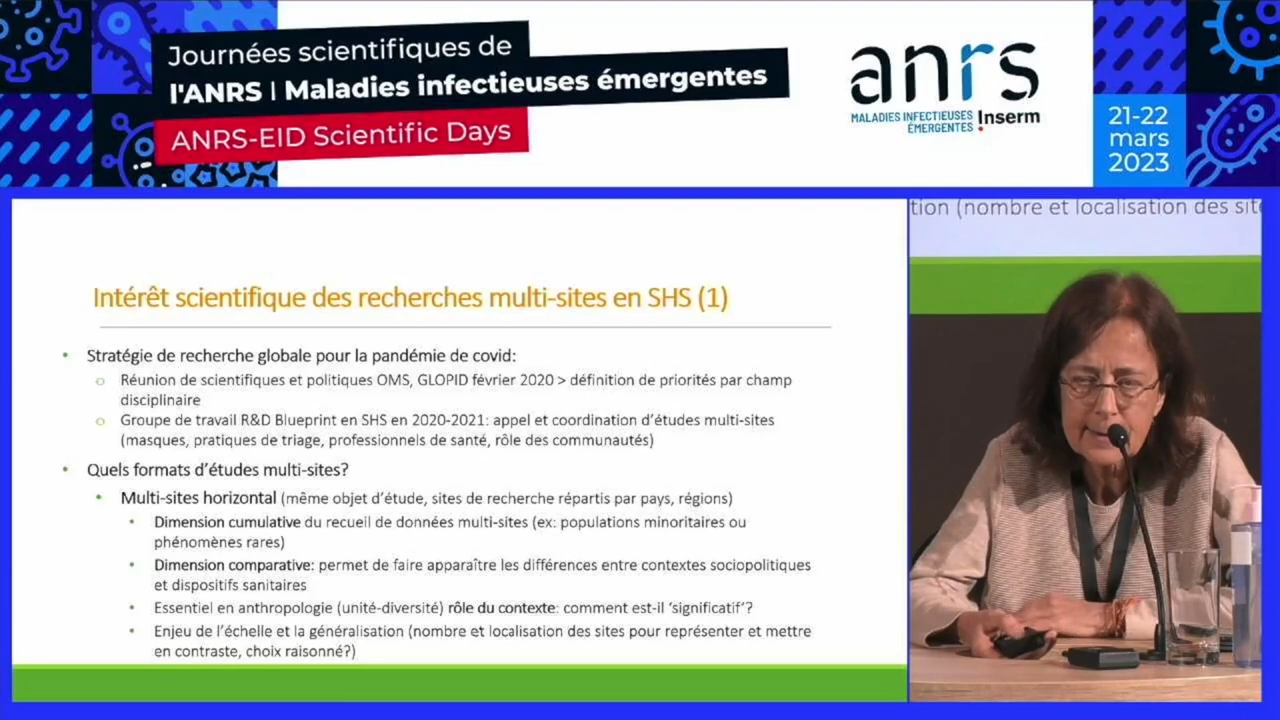 Journées scientifiques de
l'ANRS | Maladies infectieuses émergentes
ANRS-EID Scientific Days
anrs
MALADIES INFECTIEUSES
ÉMERGENTES
Inserm
21-22
mars
2023
Intérêt scientifique des recherches multi-sites en SHS (1)
• Stratégie de recherche globale pour la pandémie de covid:
o Réunion de scientifiques et politiques OMS, GLOPID février 2020 > définition de priorités par champ
disciplinaire
o Groupe de travail R&D Blueprint en SHS en 2020-2021: appel et coordination d'études multi-sites
(masques, pratiques de triage, professionnels de santé, rôle des communautés)
• Quels formats d'études multi-sites?
• Multi-sites horizontal (même objet d'étude, sites de recherche répartis par pays, régions)
• Dimension cumulative du recueil de données multi-sites (ex: populations minoritaires ou
phénomènes rares)
• Dimension comparative: permet de faire apparaître les différences entre contextes sociopolitiques
et dispositifs sanitaires
• Essentiel en anthropologie (unité-diversité) rôle du contexte: comment est-il 'significatif'?
• Enjeu de l'échelle et la généralisation (nombre et localisation des sites pour représenter et mettre
en contraste, choix raisonné?)
tion (nombre et localisation des sit